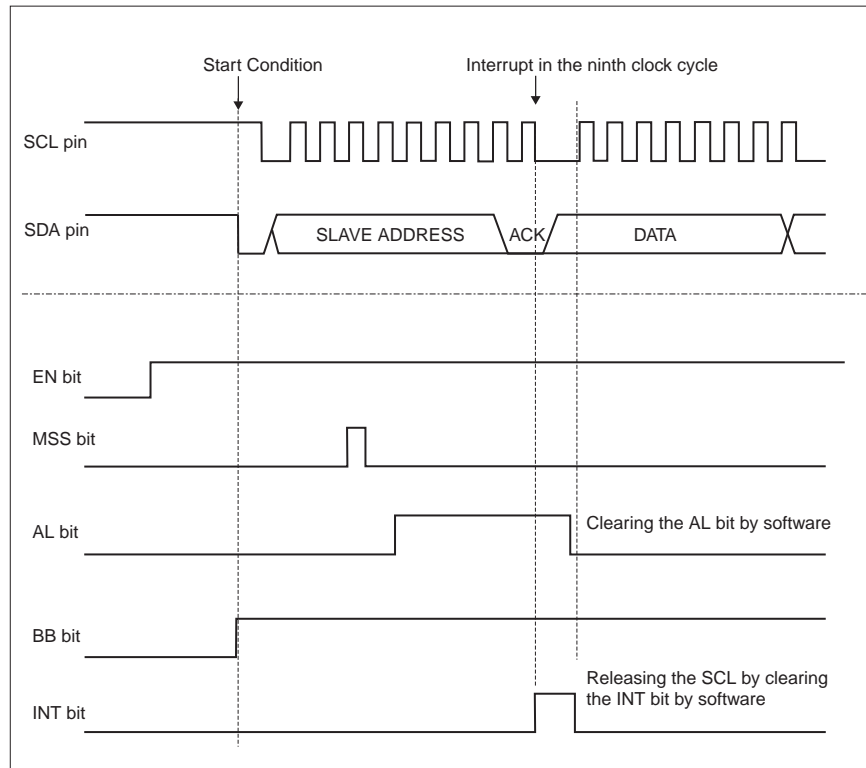 Start Condition
Interrupt in the ninth clock cycle
SCL pin
SDA pin
SLAVE ADDRESS
ACK
DATA
EN bit
MSS bit
AL bit
Clearing the AL bit by software
BB bit
Releasing the SCL by clearing
the INT bit by software
INT bit